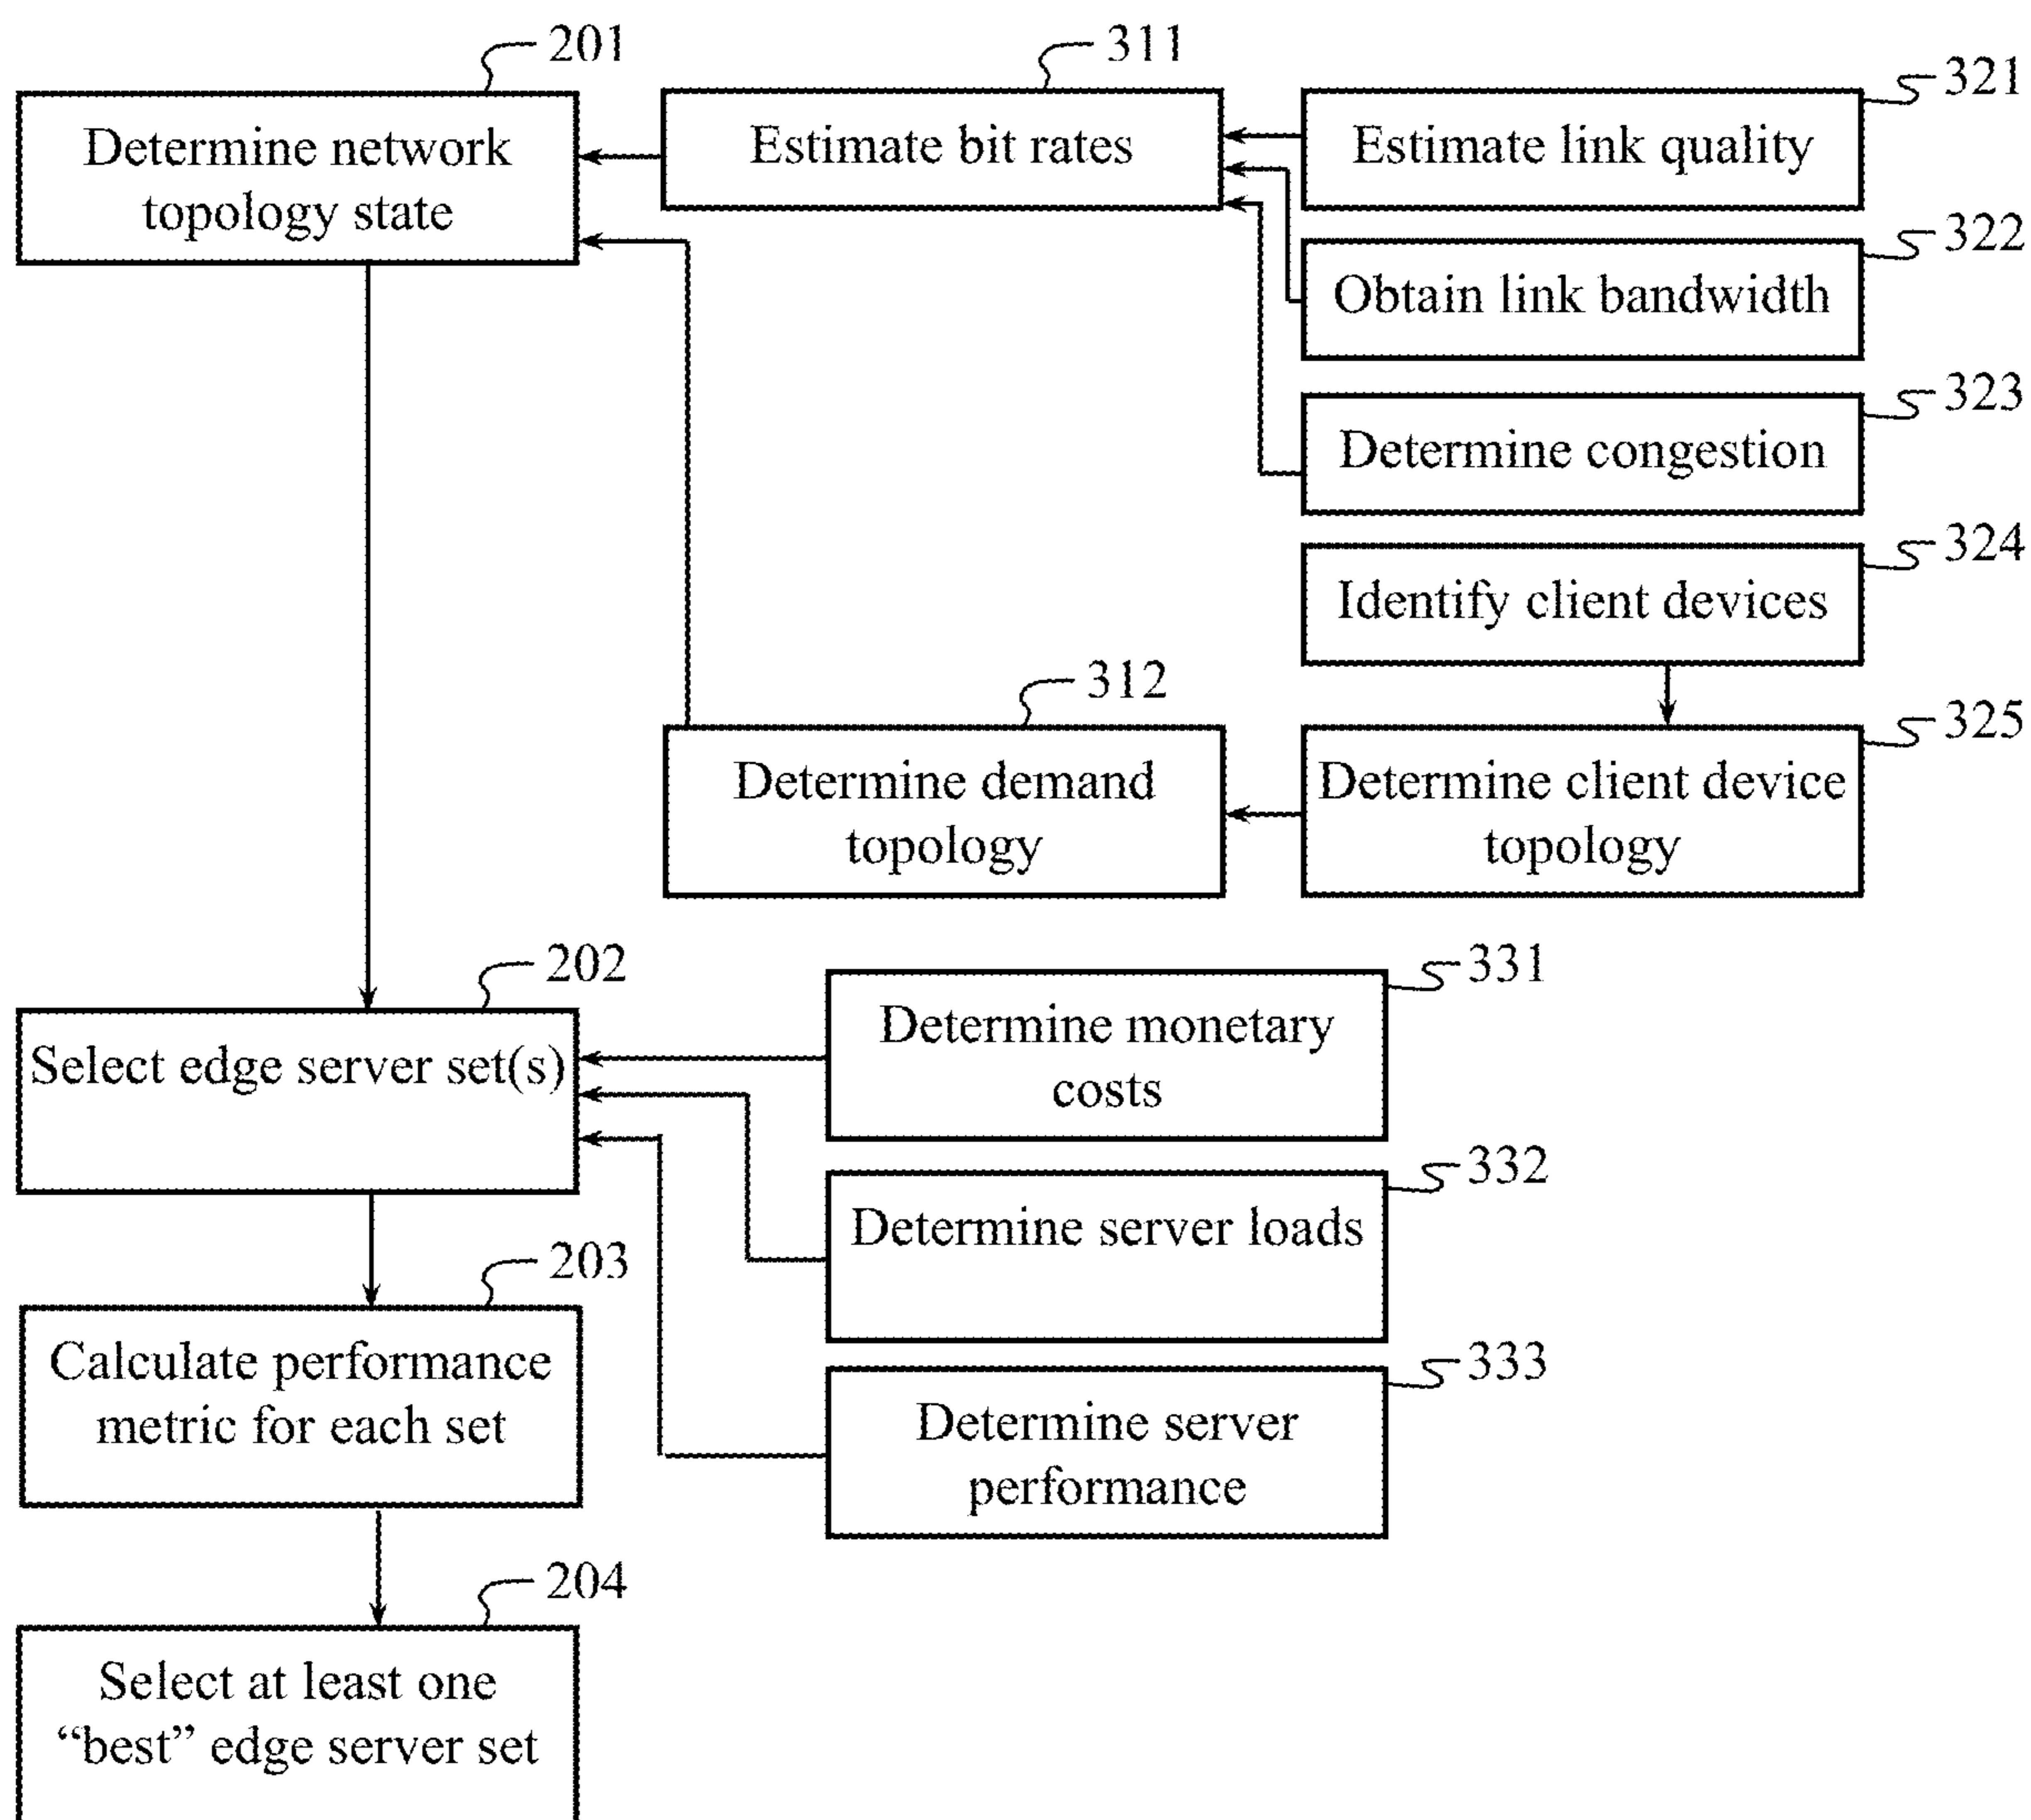 201
Determine network
topology state
311
Estimate bit rates
321
Estimate link quality
322
Obtain link bandwidth
323
Determine congestion
324
Identify client devices
312
Determine demand
topology
325
Determine client device
topology
202
Select edge server set(s)
331
Determine monetary
costs
332
Determine server loads
203
Calculate performance
metric for each set
333
Determine server
performance
204
Select at least one
“best” edge server set